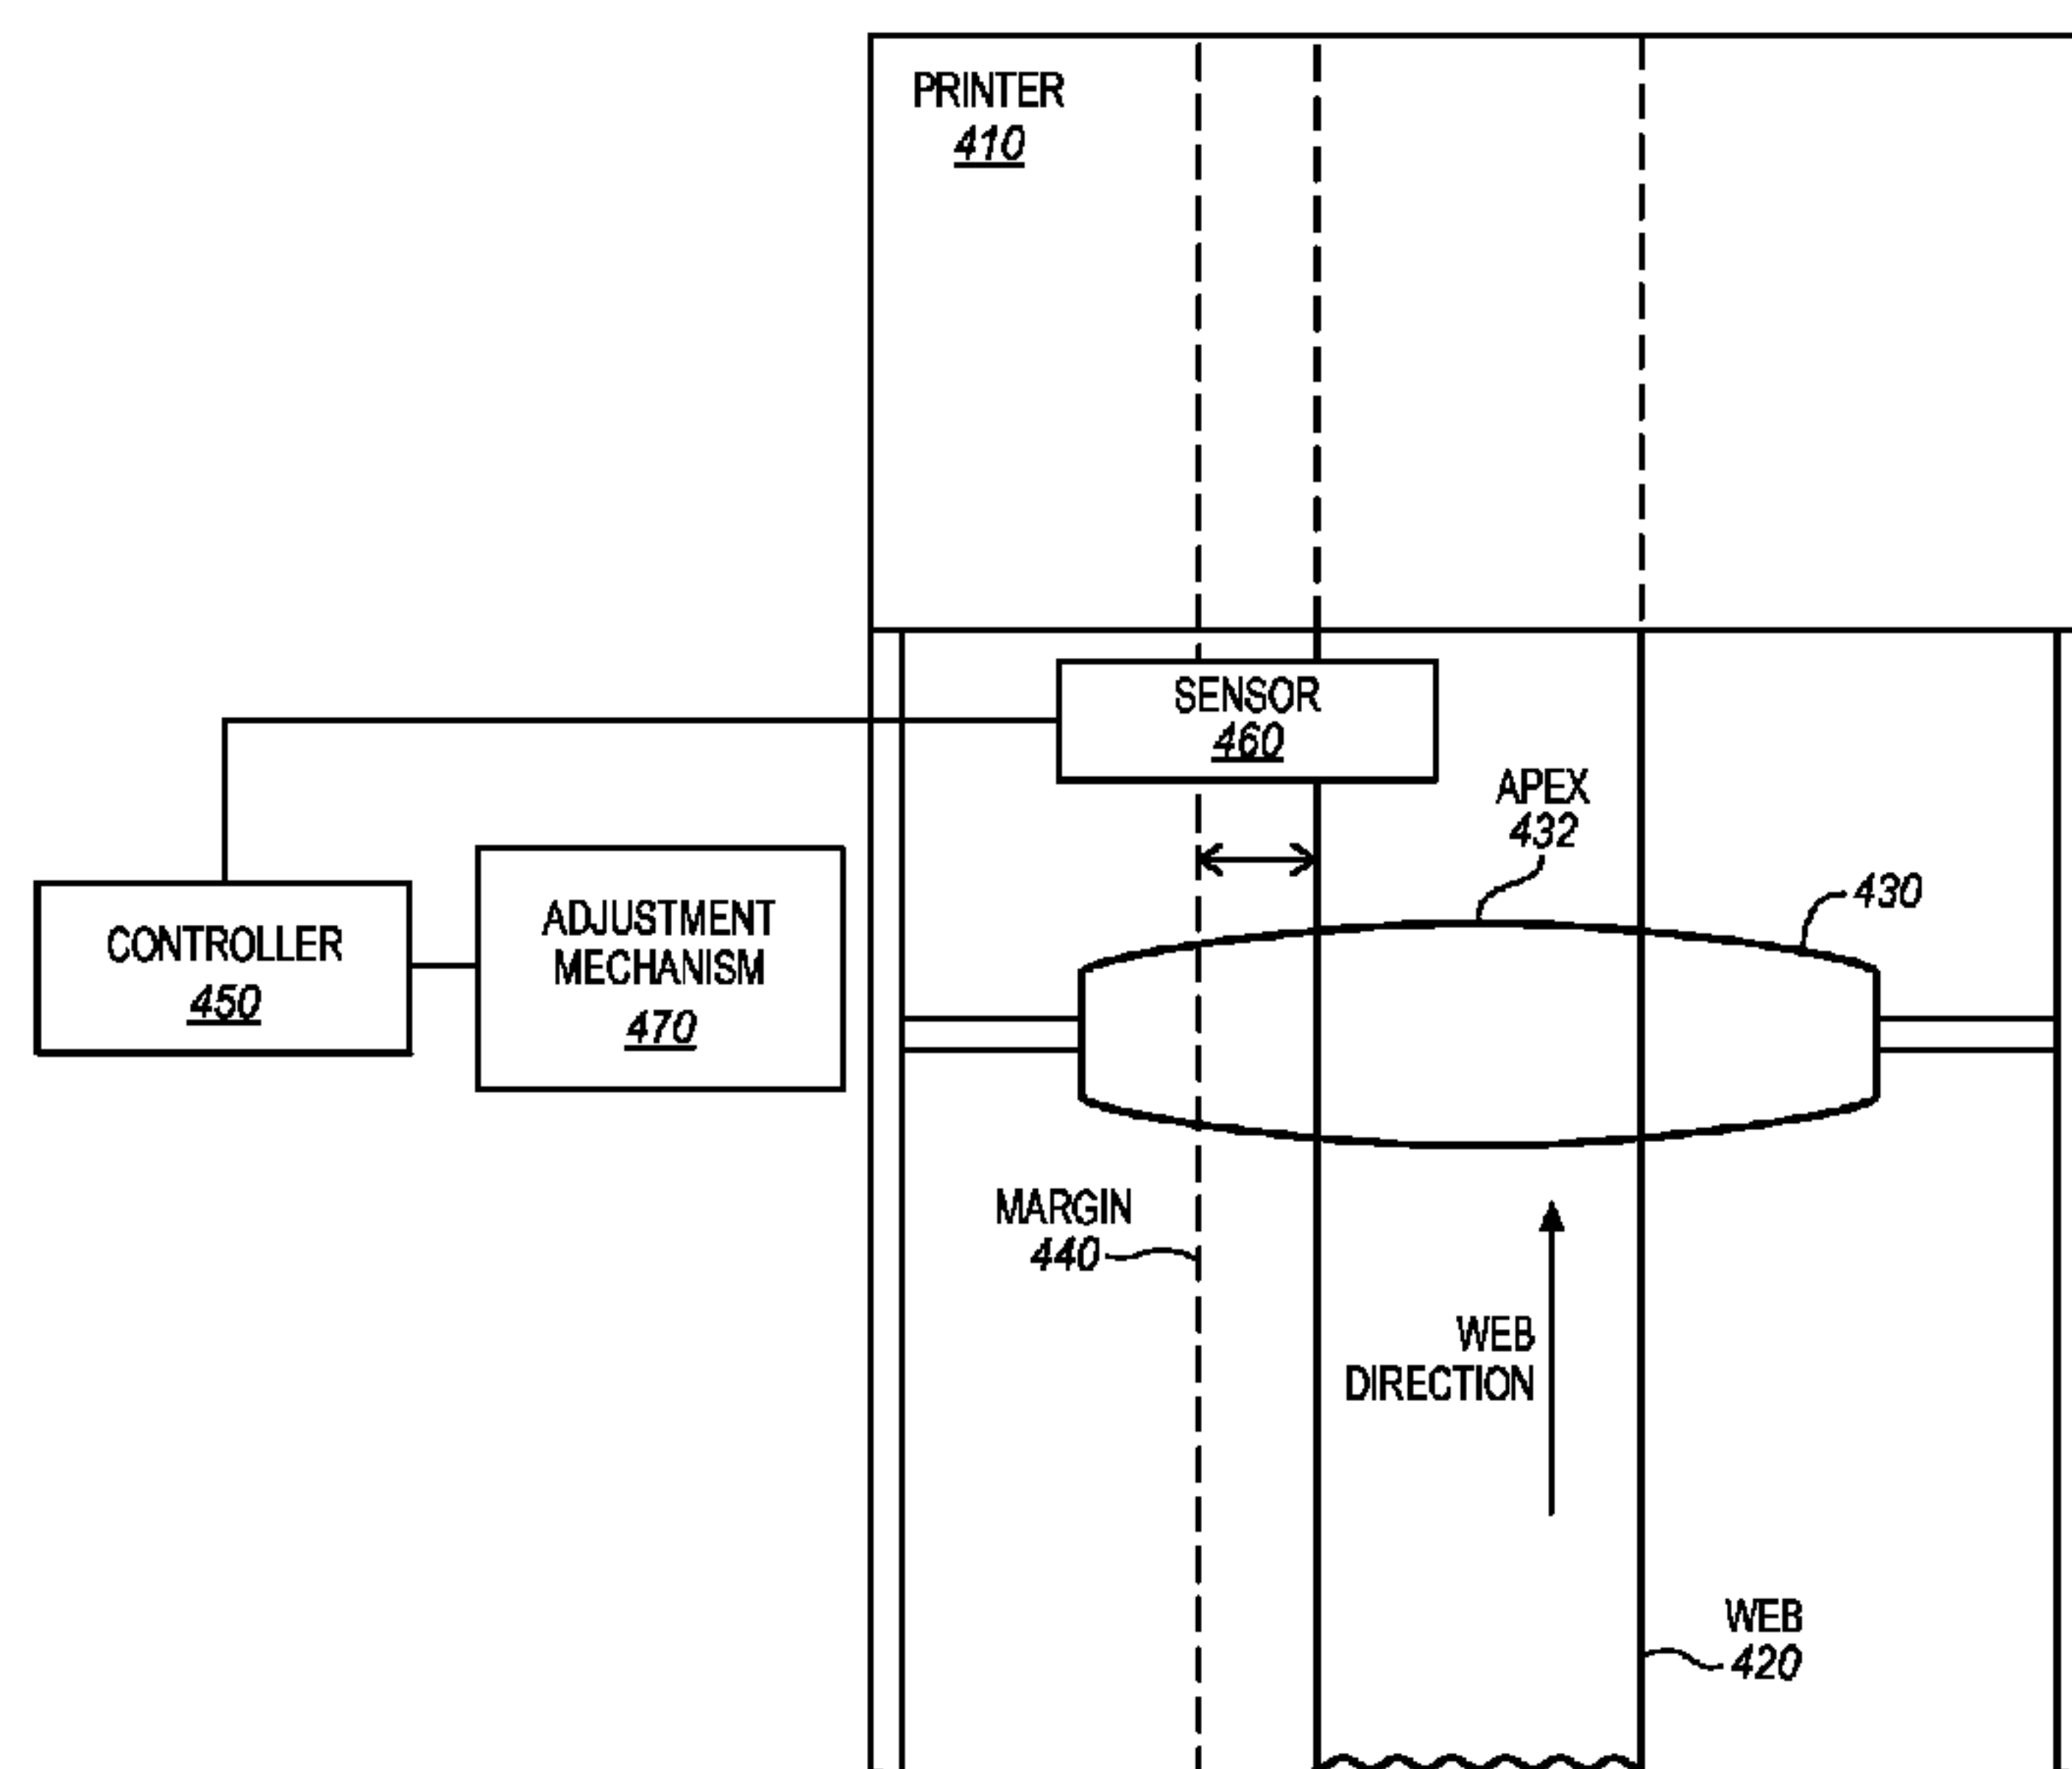 PRINTER
410
SENSOR
460
APEX
432
430
CONTROLLER
450
ADJUSTMENT
MECHANISM
470
MARGIN
440
WEB
DIRECTION
WEB
420